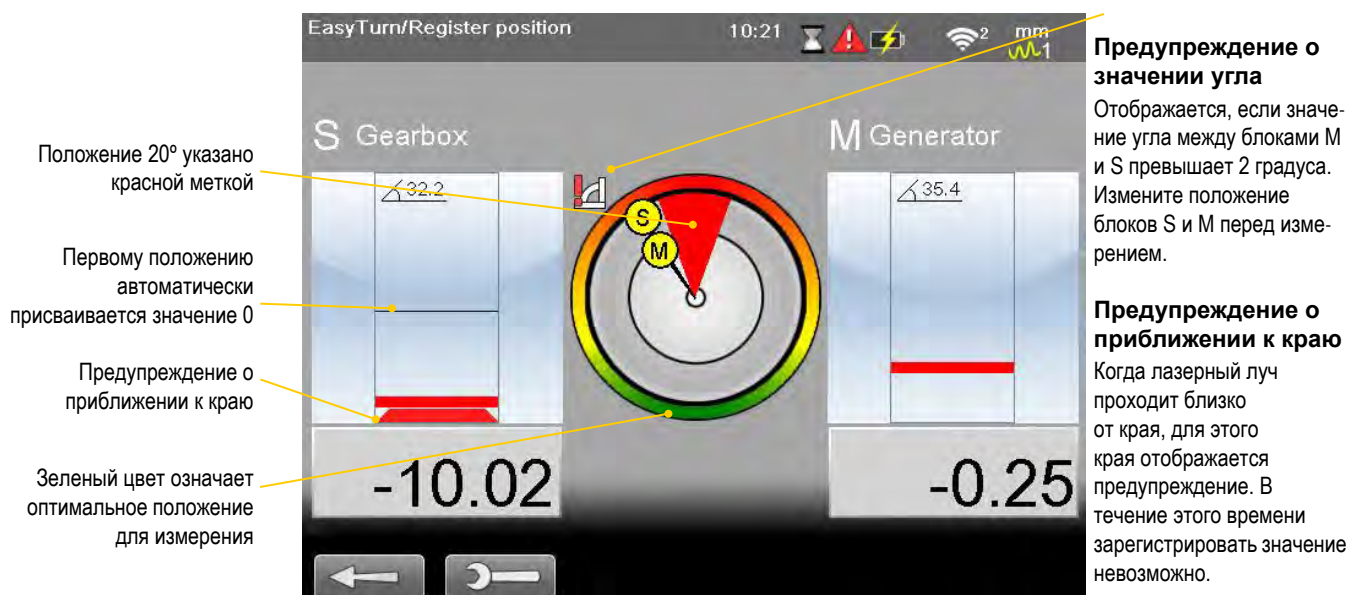 EasyTurn/Register position
10:21
2
mm
1
Положение 20º указано
красной меткой
Первому положению
автоматически
присваивается значение 0
Предупреждение о
приближении к краю
Зеленый цвет означает
оптимальное положение
для измерения
S Gearbox
32.2
-10.02
S
M
M Generator
35.4
-0.25
Предупреждение о
значении угла
Отображается, если значе-
ние угла между блоками M
и S превышает 2 градуса.
Измените положение
блоков S и M перед изме-
рением.
Предупреждение о
приближении к краю
Когда лазерный луч
проходит близко
от края, для этого
края отображается
предупреждение. В
течение этого времени
зарегистрировать значение
невозможно.